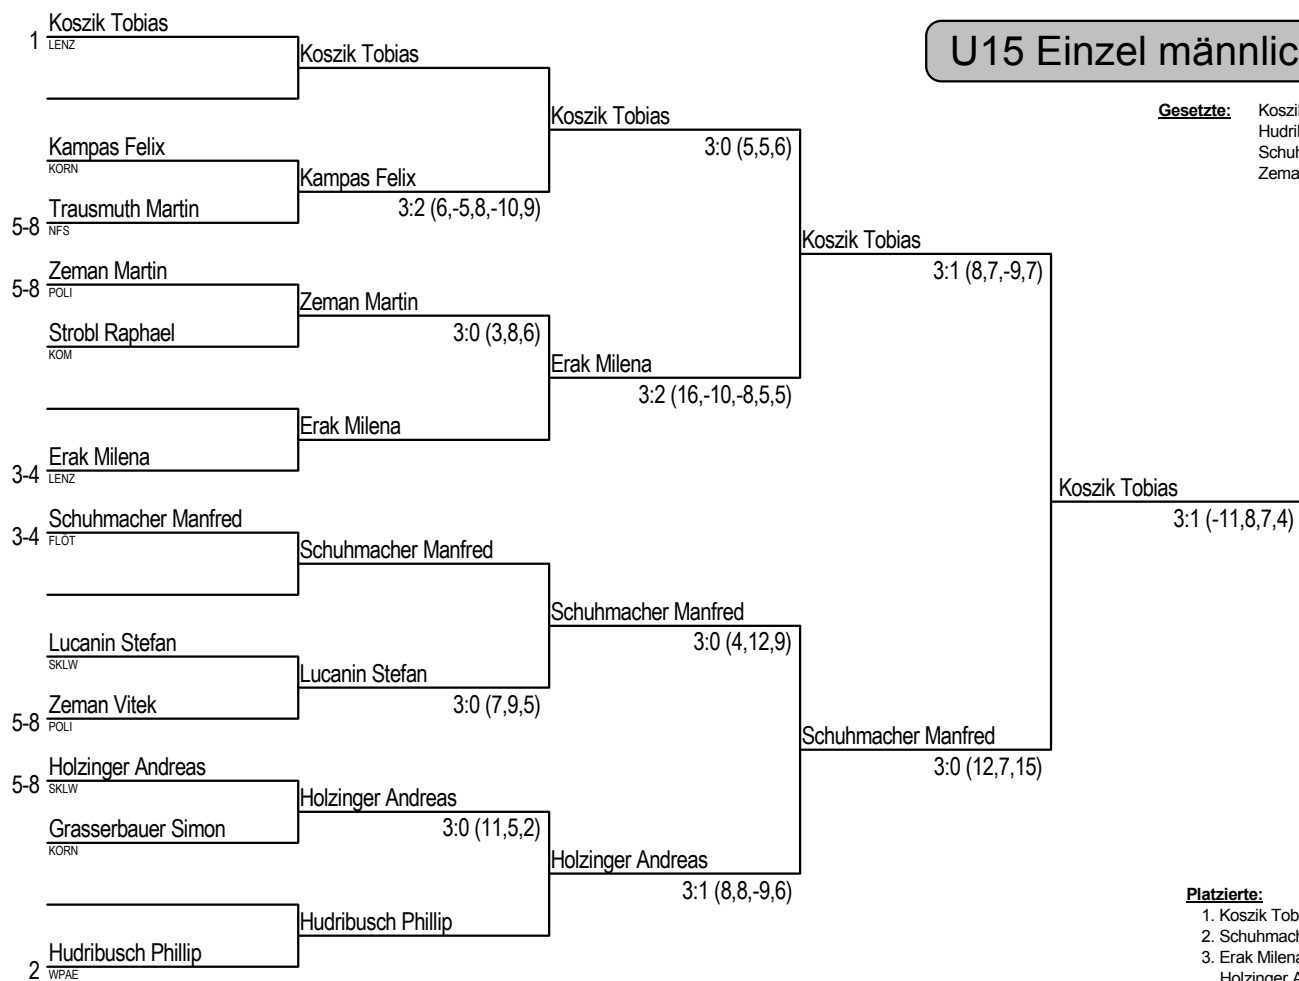 U15 Einzel männlic
Gesetzte:
Koszik
Hudri
Schuh
Zema
1 Koszik Tobias
LENZ
Kampas Felix
KORN
5-8 Trausmuth Martin
NFS
5-8 Zeman Martin
POLI
Strobl Raphael
KOM
3-4 Erak Milena
LENZ
3-4 Schuhmacher Manfred
FLÖT
Lucanin Stefan
SKLW
5-8 Zeman Vitek
POLI
5-8 Holzinger Andreas
SKLW
Grasserbauer Simon
KORN
2 Hudribusch Phillip
WPAE
Koszik Tobias
Kampas Felix
3:2 (6,-5,8,-10,9)
Zeman Martin
3:0 (3,8,6)
Erak Milena
Schuhmacher Manfred
Lucanin Stefan
3:0 (7,9,5)
Holzinger Andreas
3:0 (11,5,2)
Hudribusch Phillip
Koszik Tobias
3:0 (5,5,6)
Erak Milena
3:2 (16,-10,-8,5,5)
Schuhmacher Manfred
3:0 (4,12,9)
Holzinger Andreas
3:1 (8,8,-9,6)
Koszik Tobias
3:1 (8,7,-9,7)
Schuhmacher Manfred
3:0 (12,7,15)
Koszik Tobias
3:1 (-11,8,7,4)
Platzierte:
1. Koszik Tob
2. Schuhmach
3. Erak Milena
Holzinger A